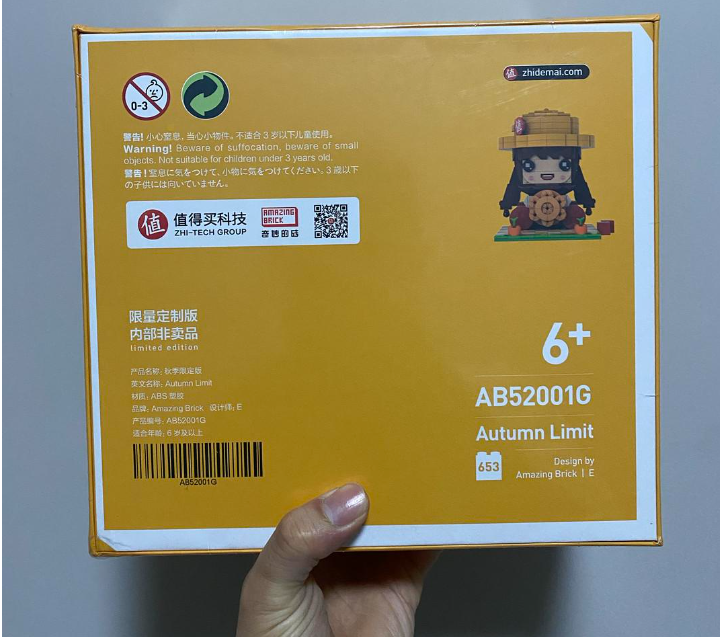 0-3
值 zhidemai.com
警告! 小心窒息，当心小物件。不适合3岁以下儿童使用。
Warning! Beware of suffocation, beware of small
objects. Not suitable for children under 3 years old.
警告! 窒息に気をつけて、小物に気をつけてください。3歳以下
の子供には向いていません。
值 值得买科技
ZHI-TECH GROUP
AMAZING
BRICK
奇妙积木
限量定制版
内部非卖品
limited edition
产品名称: 秋季限定版
英文名称: Autumn Limit
材质: ABS 塑胶
品牌: Amazing Brick 设计师: E
产品编号: AB52001G
适合年龄: 6 岁及以上
AB52001G
6+
AB52001G
Autumn Limit
653
Design by
Amazing Brick | E